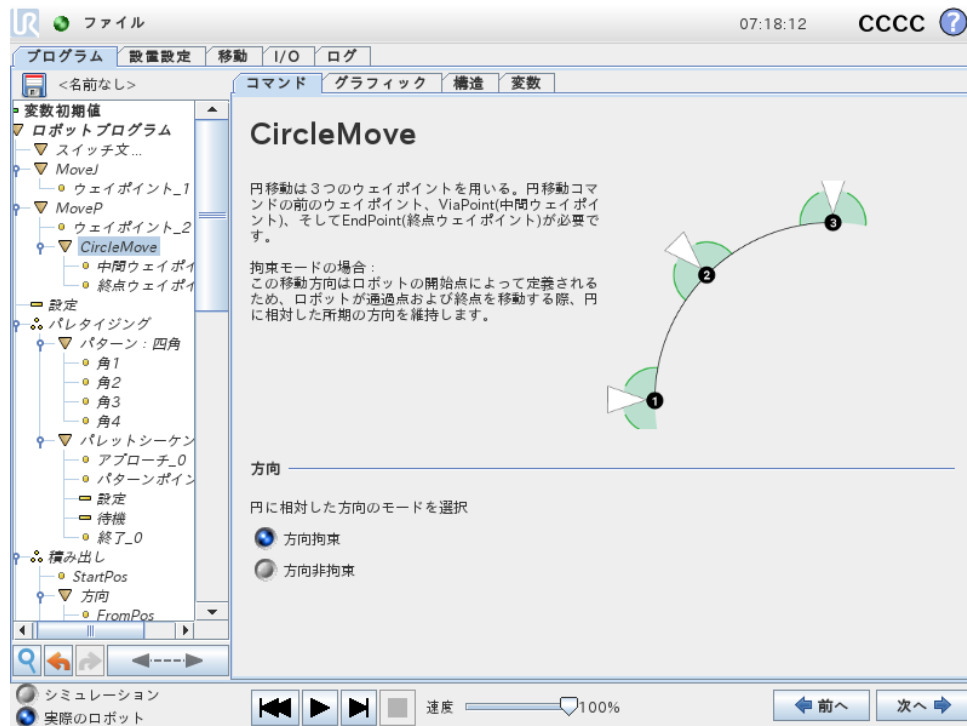 UR ファイル 07:18:12 CCCC ?
プログラム 設置設定 移動 I/O ログ
<名前なし>
コマンド グラフィック 構造 変数
変数初期値
ロボットプログラム
スイッチ文...
MoveJ
ウェイポイント_1
MoveP
ウェイポイント_2
CircleMove
中間ウェイポイ
終点ウェイポイ
設定
パレタイジング
パターン：四角
角1
角2
角3
角4
パレットシーケン
アプローチ_0
パターンポイン
設定
待機
終了_0
積み出し
StartPos
方向
FromPos
CircleMove
円移動は３つのウェイポイントを用いる。円移動コマ
ンドの前のウェイポイント、ViaPoint(中間ウェイポイ
ント)、そしてEndPoint(終点ウェイポイント)が必要で
す。
拘束モードの場合：
この移動方向はロボットの開始点によって定義される
ため、ロボットが通過点および終点を移動する際、円
に相対した所期の方向を維持します。
3
2
1
方向
円に相対した方向のモードを選択
方向拘束
方向非拘束
シミュレーション
実際のロボット
速度 100%
前へ 次へ